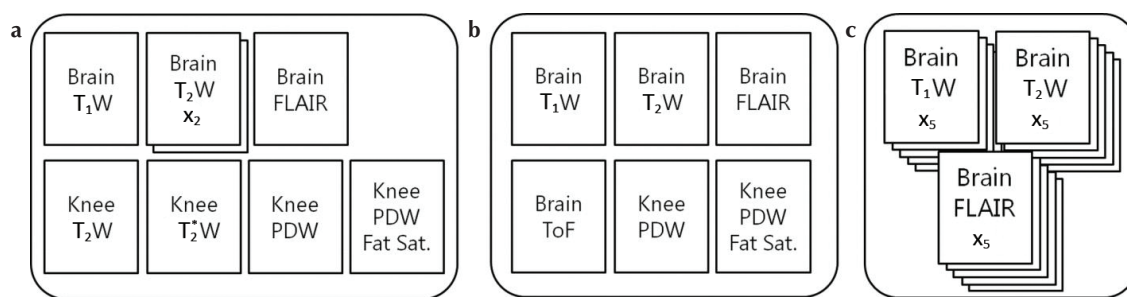 a
Brain
T₁W
Brain
T₂W
x₂
Brain
FLAIR
Knee
T₂W
Knee
T₂*W
Knee
PDW
Knee
PDW
Fat Sat.
b
Brain
T₁W
Brain
T₂W
Brain
FLAIR
Brain
ToF
Knee
PDW
Knee
PDW
Fat Sat.
c
Brain
T₁W
x₅
Brain
T₂W
x₅
Brain
FLAIR
x₅